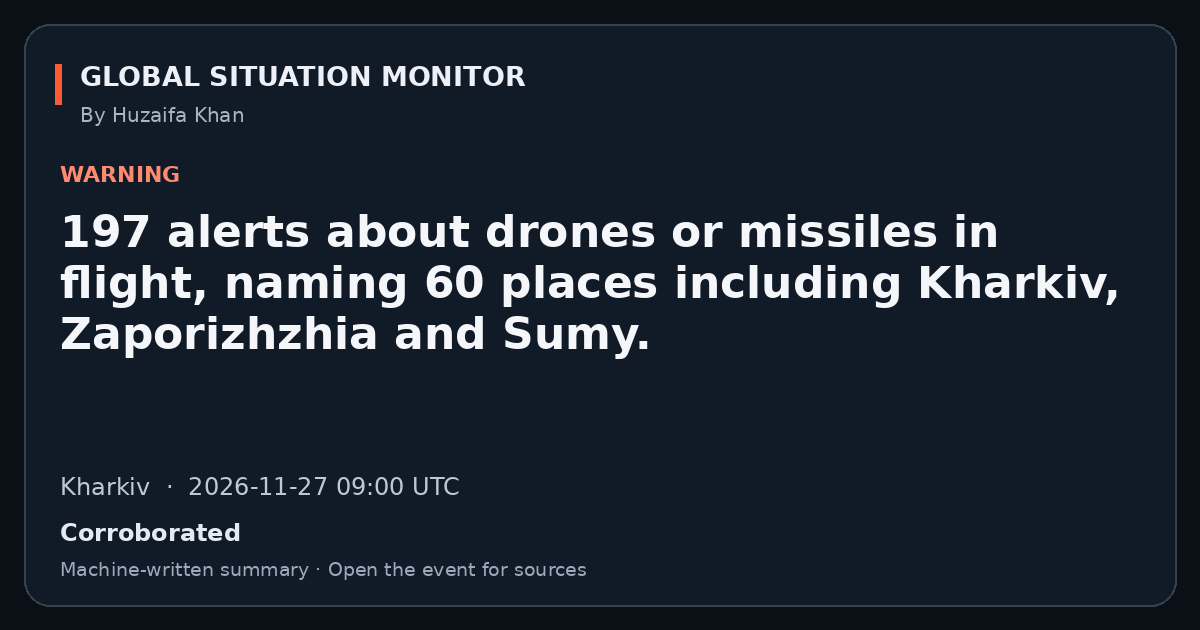 GLOBAL SITUATION MONITOR
By Huzaifa Khan
WARNING
197 alerts about drones or missiles in
flight, naming 60 places including Kharkiv,
Zaporizhzhia and Sumy.
Kharkiv · 2026-11-27 09:00 UTC
Corroborated
Machine-written summary · Open the event for sources